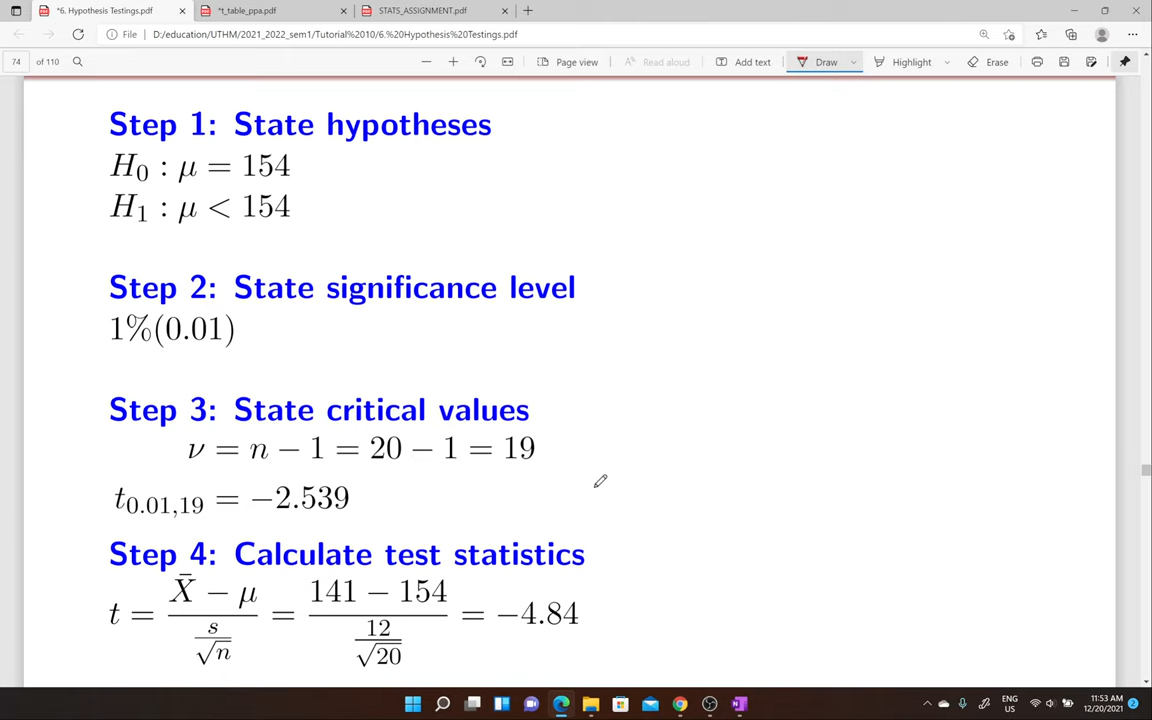 *6. Hypothesis Testings.pdf
*t_table_ppa.pdf
STATS_ASSIGNMENT.pdf
File D:/education/UTHM/2021_2022_sem1/Tutorial%2010/6.%20Hypothesis%20Testings.pdf
74 of 110 Page view Read aloud Add text Draw Highlight Erase
Step 1: State hypotheses
H₀ : μ = 154
H₁ : μ < 154
Step 2: State significance level
1%(0.01)
Step 3: State critical values
ν = n − 1 = 20 − 1 = 19
t₀.₀₁,₁₉ = −2.539
Step 4: Calculate test statistics
t = (X̄ − μ) / (s/√n) = (141 − 154) / (12/√20) = −4.84
ENG 11:53 AM
US 12/20/2021 2